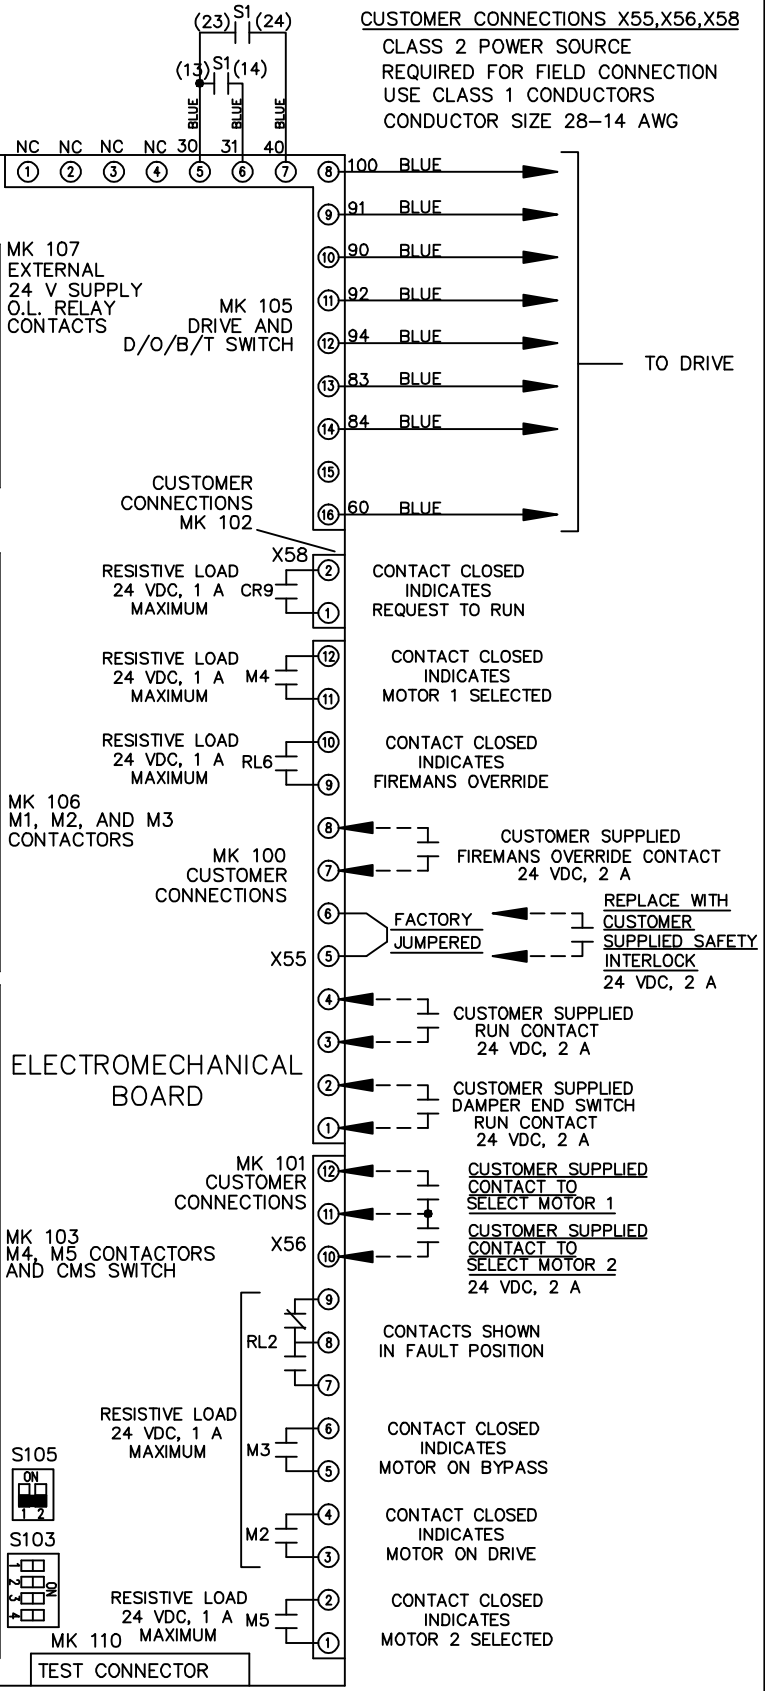 CUSTOMER CONNECTIONS X55,X56,X58
CLASS 2 POWER SOURCE
REQUIRED FOR FIELD CONNECTION
USE CLASS 1 CONDUCTORS
CONDUCTOR SIZE 28–14 AWG
S1
(23) (24)
S1
(13) (14)
BLUE BLUE BLUE
NC NC NC NC 30 31 40
1 2 3 4 5 6 7 8 100 BLUE
9 91 BLUE
10 90 BLUE
11 92 BLUE
12 94 BLUE
13 83 BLUE
14 84 BLUE
15
16 60 BLUE
TO DRIVE
MK 107
EXTERNAL
24 V SUPPLY
O.L. RELAY
CONTACTS
MK 105
DRIVE AND
D/O/B/T SWITCH
CUSTOMER
CONNECTIONS
MK 102
X58
2
1
RESISTIVE LOAD
24 VDC, 1 A
MAXIMUM
CR9
CONTACT CLOSED
INDICATES
REQUEST TO RUN
12
11
RESISTIVE LOAD
24 VDC, 1 A
MAXIMUM
M4
CONTACT CLOSED
INDICATES
MOTOR 1 SELECTED
10
9
RESISTIVE LOAD
24 VDC, 1 A
MAXIMUM
RL6
CONTACT CLOSED
INDICATES
FIREMANS OVERRIDE
MK 106
M1, M2, AND M3
CONTACTORS
8
7
CUSTOMER SUPPLIED
FIREMANS OVERRIDE CONTACT
24 VDC, 2 A
MK 100
CUSTOMER
CONNECTIONS
X55
6
5
FACTORY
JUMPERED
REPLACE WITH
CUSTOMER
SUPPLIED SAFETY
INTERLOCK
24 VDC, 2 A
4
3
CUSTOMER SUPPLIED
RUN CONTACT
24 VDC, 2 A
ELECTROMECHANICAL
BOARD
2
1
CUSTOMER SUPPLIED
DAMPER END SWITCH
RUN CONTACT
24 VDC, 2 A
MK 101
CUSTOMER
CONNECTIONS
X56
12
11
10
CUSTOMER SUPPLIED
CONTACT TO
SELECT MOTOR 1
CUSTOMER SUPPLIED
CONTACT TO
SELECT MOTOR 2
24 VDC, 2 A
MK 103
M4, M5 CONTACTORS
AND CMS SWITCH
9
8
7
RL2
CONTACTS SHOWN
IN FAULT POSITION
RESISTIVE LOAD
24 VDC, 1 A
MAXIMUM
6
5
M3
CONTACT CLOSED
INDICATES
MOTOR ON BYPASS
4
3
M2
CONTACT CLOSED
INDICATES
MOTOR ON DRIVE
S105
ON
1 2
S103
1
2
3
4
ON
2
1
RESISTIVE LOAD
24 VDC, 1 A
MAXIMUM
M5
CONTACT CLOSED
INDICATES
MOTOR 2 SELECTED
MK 110
TEST CONNECTOR